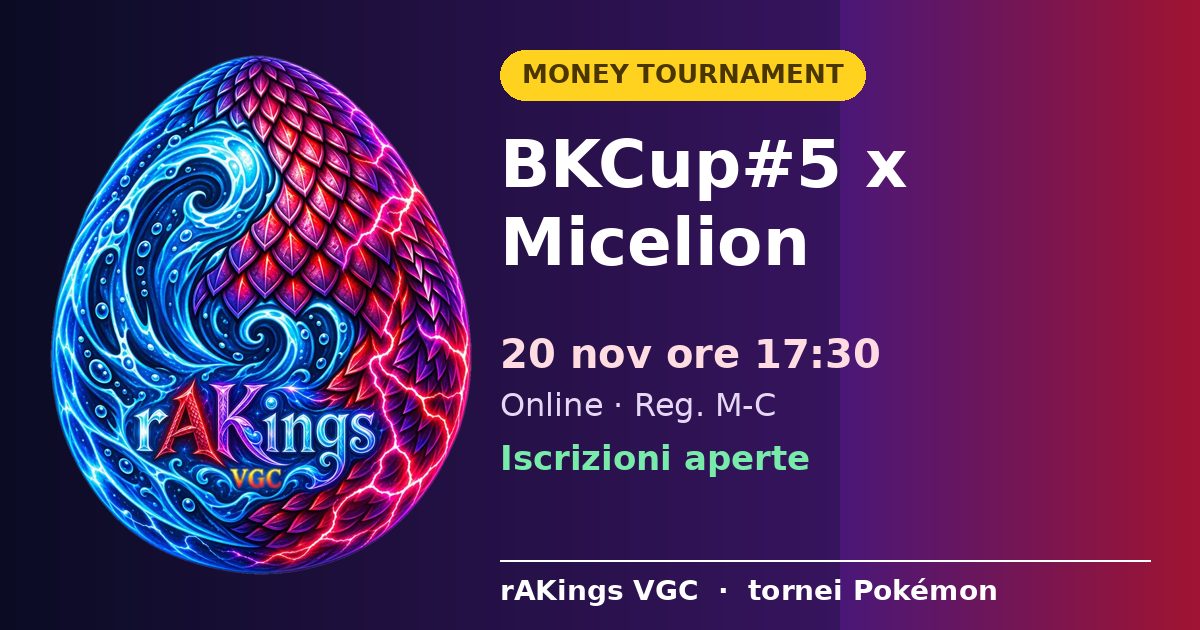 MONEY TOURNAMENT
BKCup#5 x
Micelion
20 nov ore 17:30
Online · Reg. M-C
Iscrizioni aperte
rAKings
VGC
rAKings VGC · tornei Pokémon